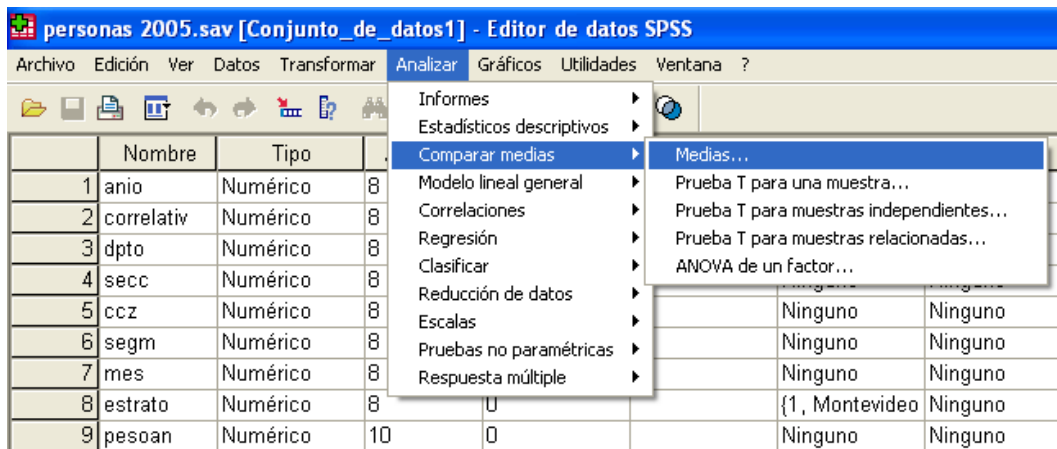 personas 2005.sav [Conjunto_de_datos1] - Editor de datos SPSS
Archivo Edición Ver Datos Transformar Analizar Gráficos Utilidades Ventana ?
Informes
Estadísticos descriptivos
Nombre Tipo Comparar medias Medias...
1 anio Numérico 8 Modelo lineal general Prueba T para una muestra...
2 correlativ Numérico 8 Correlaciones Prueba T para muestras independientes...
3 dpto Numérico 8 Regresión Prueba T para muestras relacionadas...
4 secc Numérico 8 Clasificar ANOVA de un factor...
Reducción de datos
5 ccz Numérico 8 Escalas Ninguno Ninguno
6 segm Numérico 8 Pruebas no paramétricas Ninguno Ninguno
7 mes Numérico 8 Respuesta múltiple Ninguno Ninguno
8 estrato Numérico 8 0 {1, Montevideo Ninguno
9 pesoan Numérico 10 0 Ninguno Ninguno